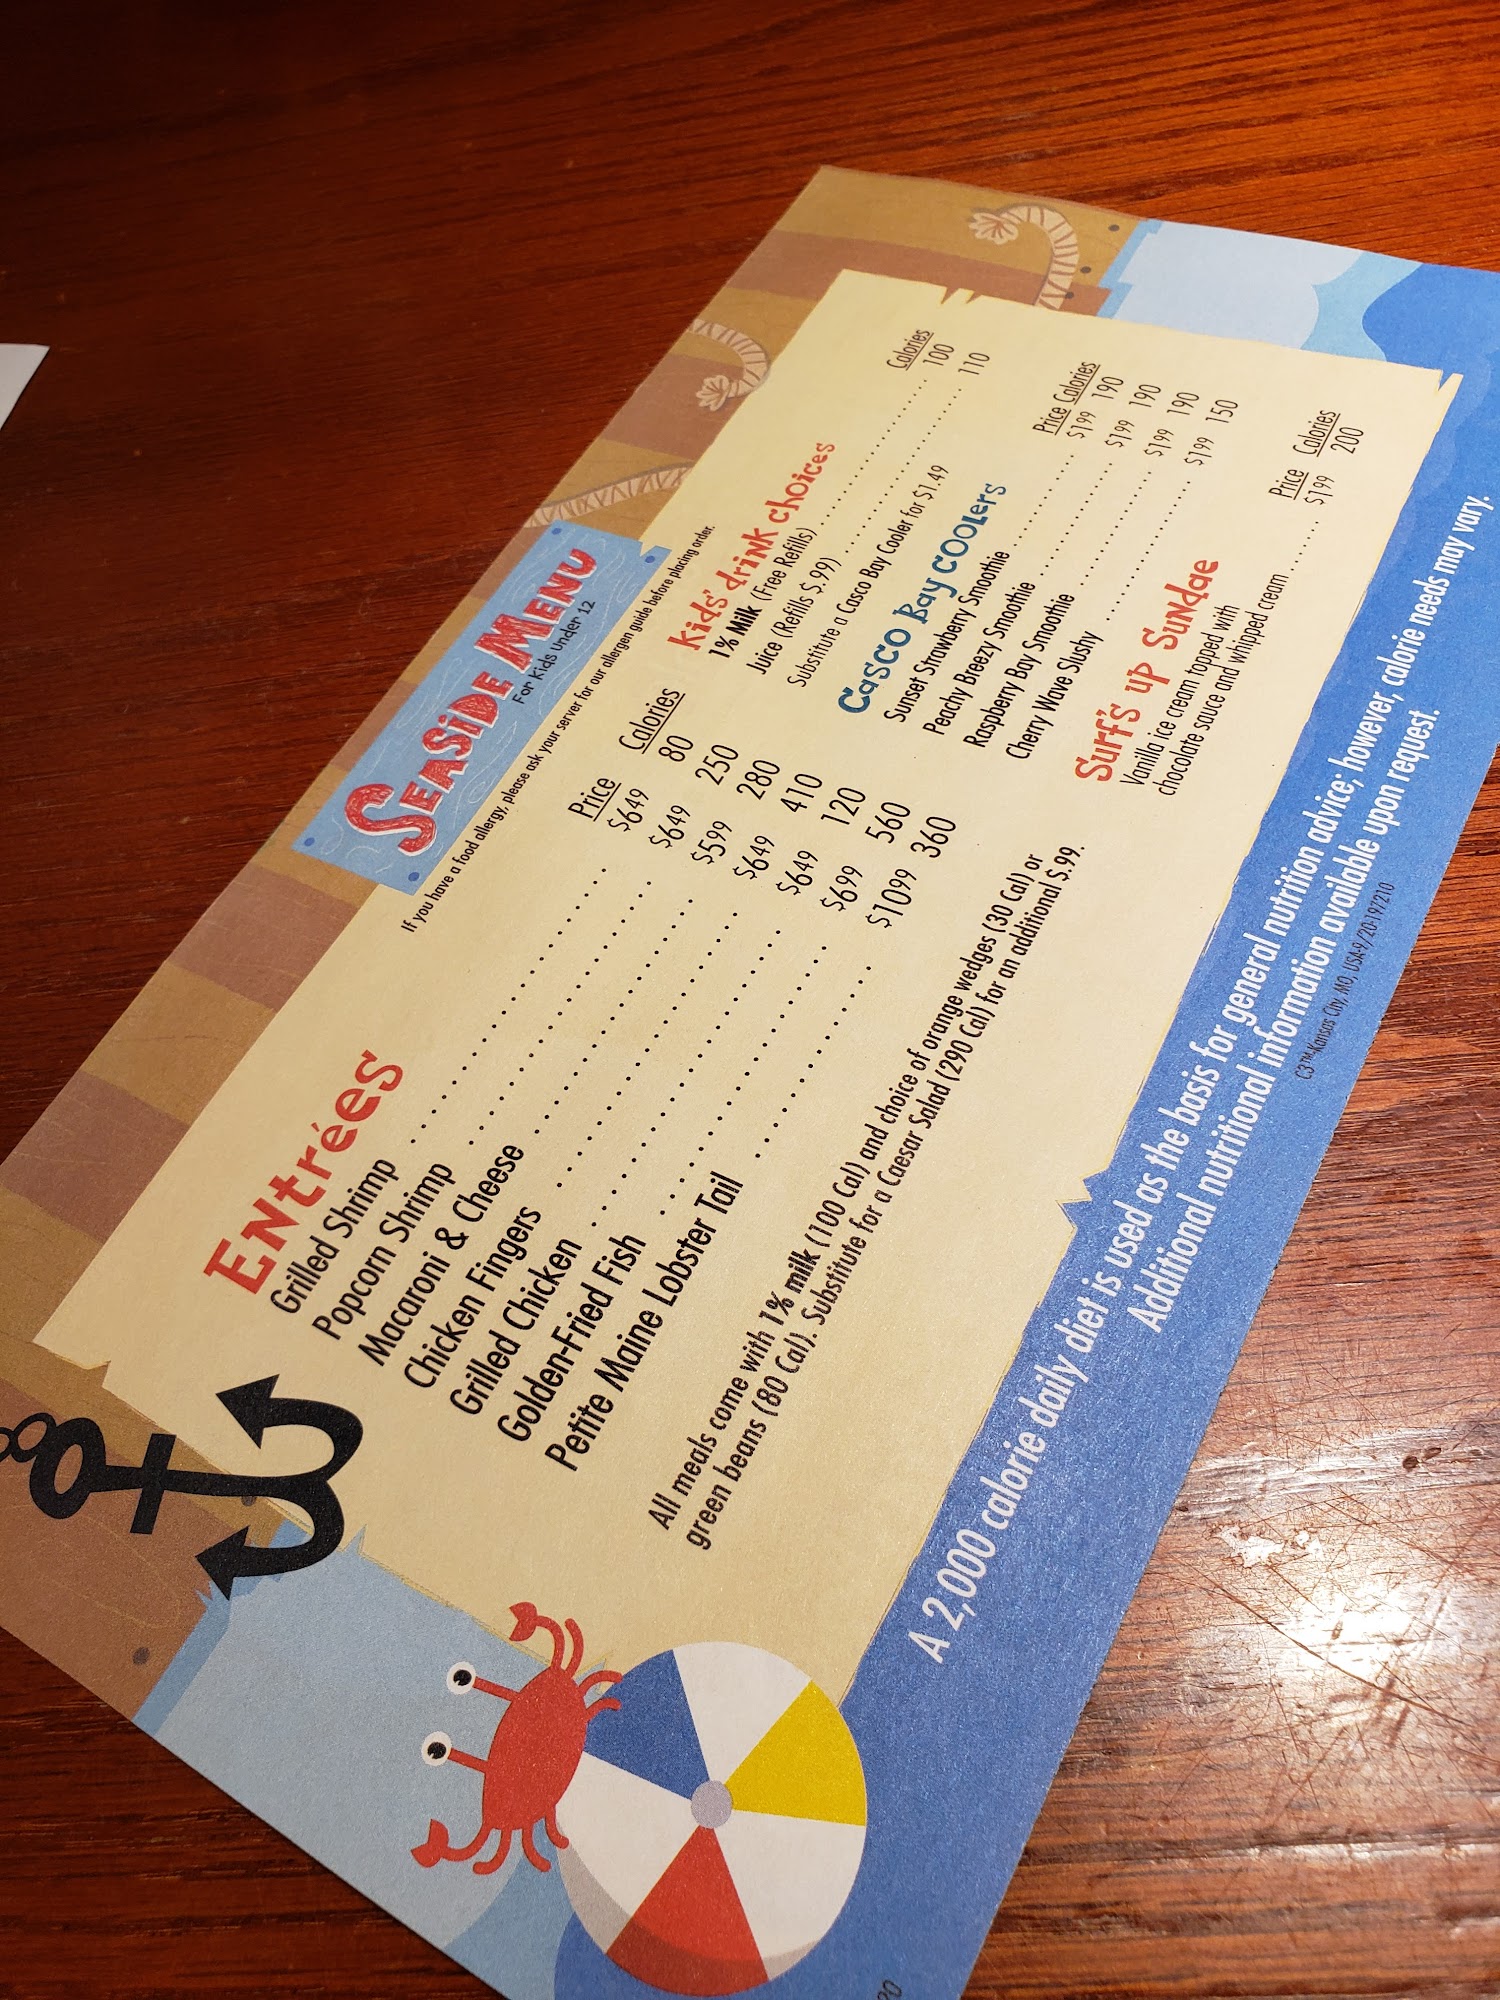 Seaside Menu
For Kids Under 12
If you have a food allergy, please ask your server for our allergen guide before placing order.
Entrées
Price Calories
Grilled Shrimp $6.49 80
Popcorn Shrimp $6.49 250
Macaroni & Cheese $5.99 280
Chicken Fingers $6.49 410
Grilled Chicken $6.49 120
Golden-Fried Fish $6.99 560
Petite Maine Lobster Tail $10.99 360
All meals come with 1% milk (100 Cal) and choice of orange wedges (30 Cal) or
green beans (80 Cal). Substitute for a Caesar Salad (290 Cal) for an additional $.99.
kids' drink choices
Calories
1% Milk (Free Refills) 100
Juice (Refills $.99) 110
Substitute a Casco Bay Cooler for $1.49
Casco Bay Coolers
Price Calories
Sunset Strawberry Smoothie $1.99 190
Peachy Breezy Smoothie $1.99 190
Raspberry Bay Smoothie $1.99 190
Cherry Wave Slushy $1.99 150
Surf's up Sundae
Price Calories
Vanilla ice cream topped with
chocolate sauce and whipped cream $1.99 200
A 2,000 calorie daily diet is used as the basis for general nutrition advice; however, calorie needs may vary.
Additional nutritional information available upon request.
C3™-Kansas City, MO, USA-9/20-197210